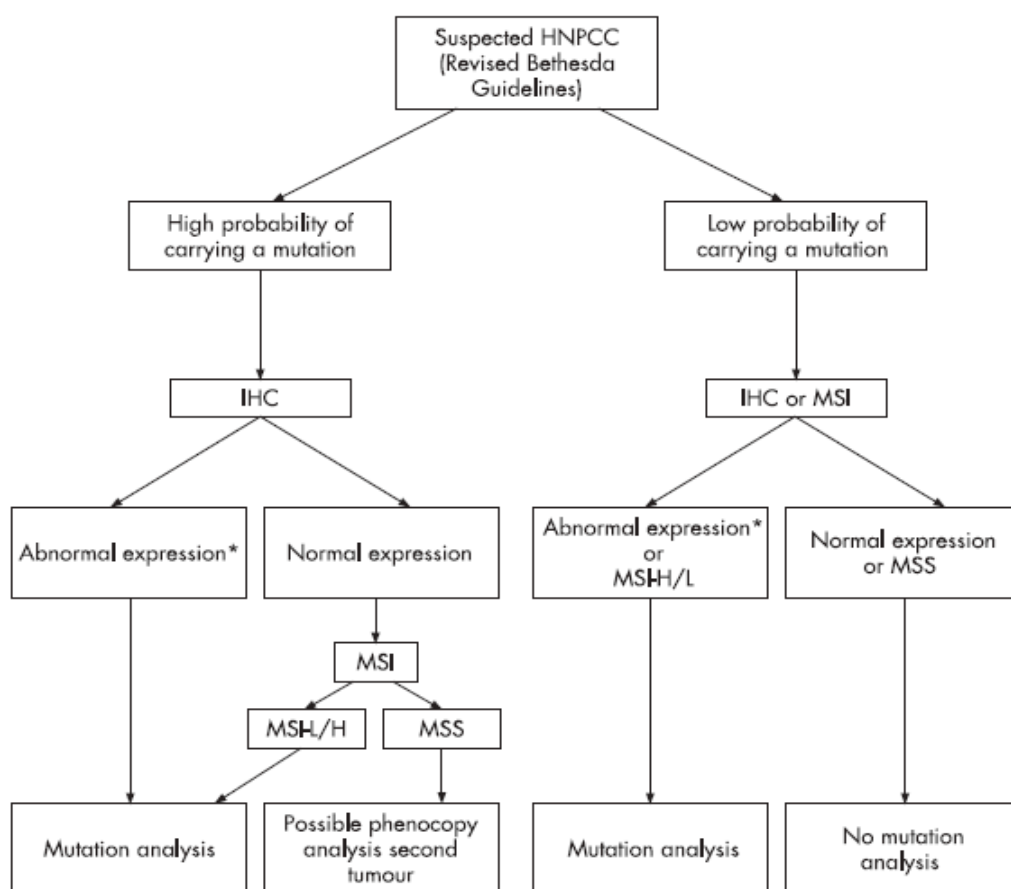 Suspected HNPCC
(Revised Bethesda
Guidelines)
High probability of
carrying a mutation
Low probability of
carrying a mutation
IHC
IHC or MSI
Abnormal expression*
Normal expression
Abnormal expression*
or
MSI-H/L
Normal expression
or MSS
MSI
MSI-L/H
MSS
Mutation analysis
Possible phenocopy
analysis second
tumour
Mutation analysis
No mutation
analysis